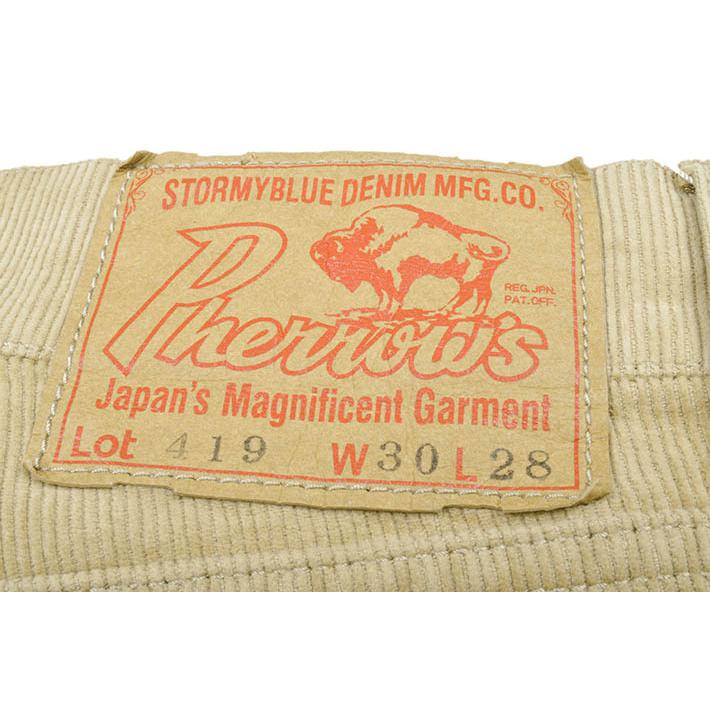 STORMYBLUE DENIM MFG.CO.
Pherrow's
REG.JPN.
PAT.OFF.
Japan's Magnificent Garment
Lot 419 W30 L28